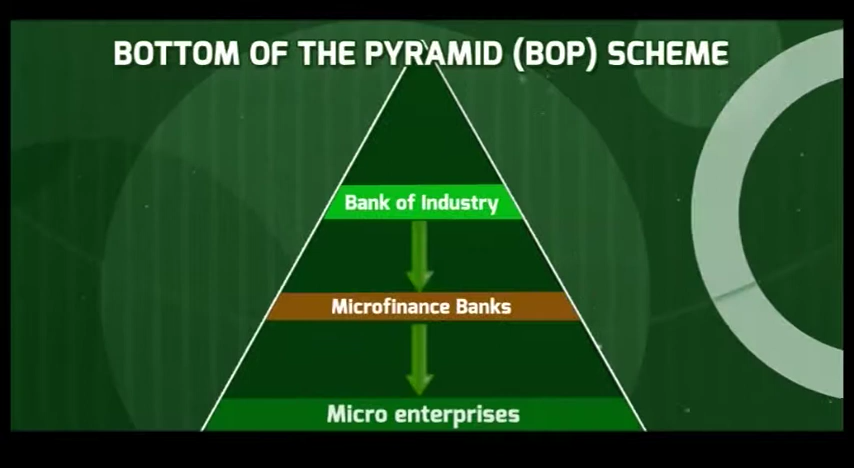 BOTTOM OF THE PYRAMID (BOP) SCHEME
Bank of Industry
Microfinance Banks
Micro enterprises